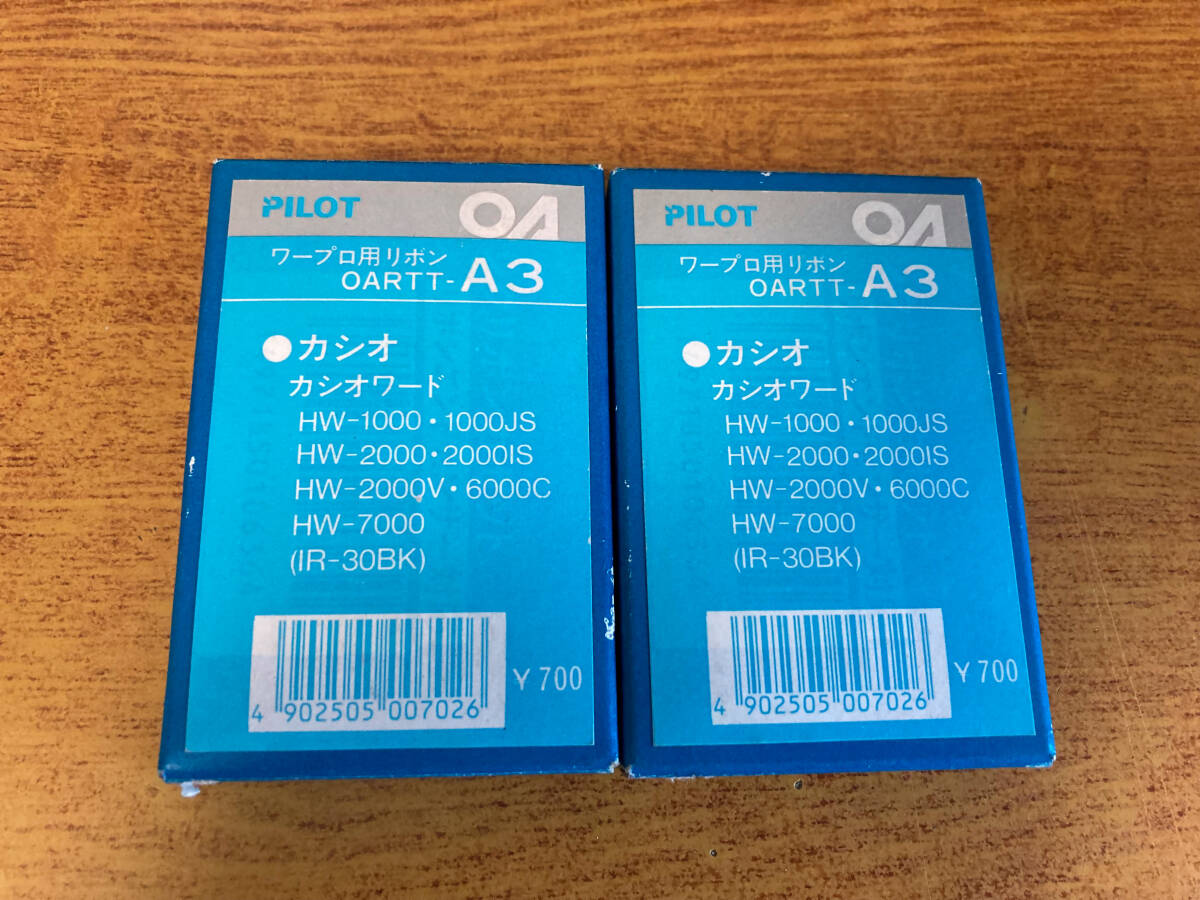 PILOT OA
ワープロ用リボン
OARTT-A3
●カシオ
カシオワード
HW-1000・1000JS
HW-2000・2000IS
HW-2000V・6000C
HW-7000
(IR-30BK)
¥700
4 902505 007026
PILOT OA
ワープロ用リボン
OARTT-A3
●カシオ
カシオワード
HW-1000・1000JS
HW-2000・2000IS
HW-2000V・6000C
HW-7000
(IR-30BK)
¥700
4 902505 007026